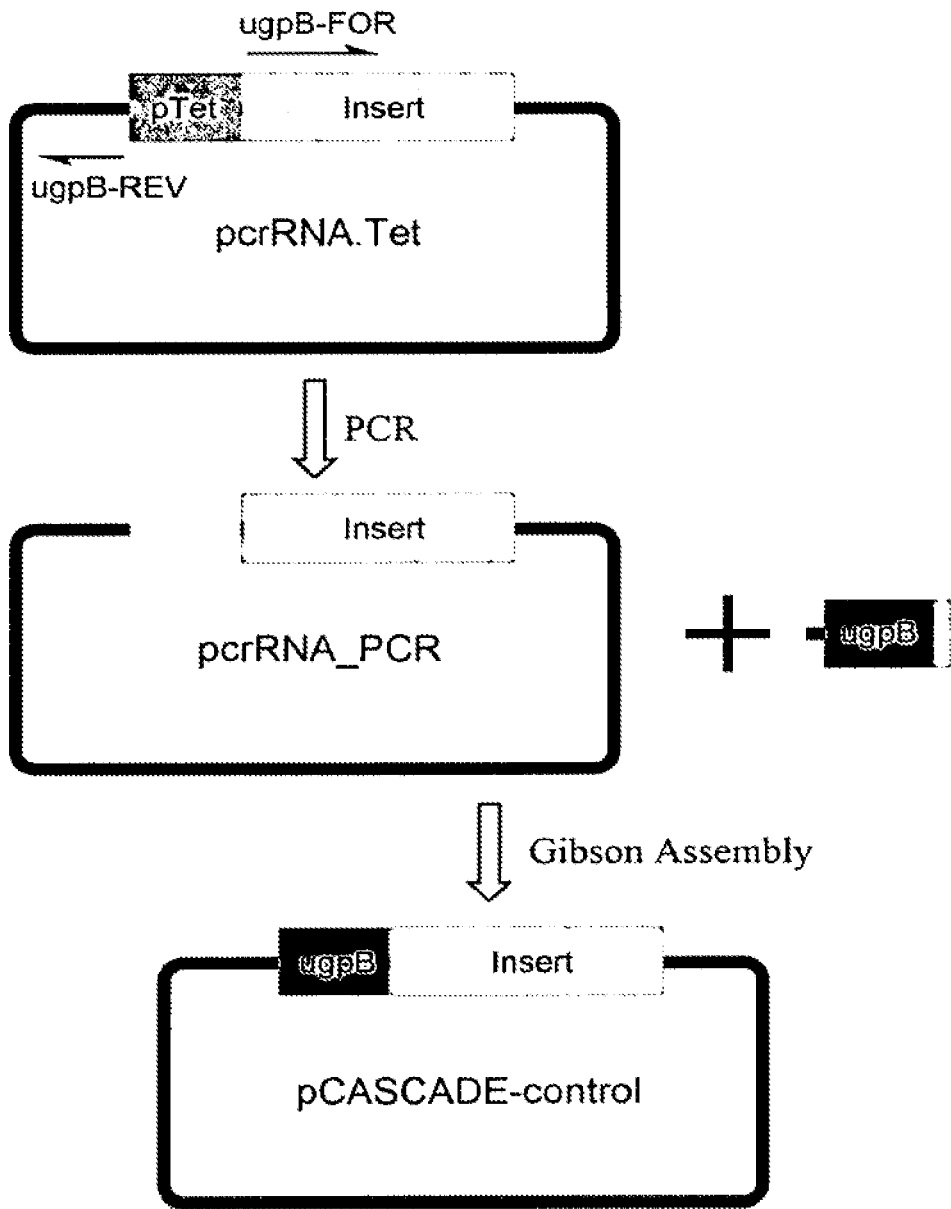 ugpB-FOR
pTet
Insert
ugpB-REV
pcrRNA.Tet
PCR
Insert
pcrRNA_PCR
ugpB
Gibson Assembly
ugpB
Insert
pCASCADE-control